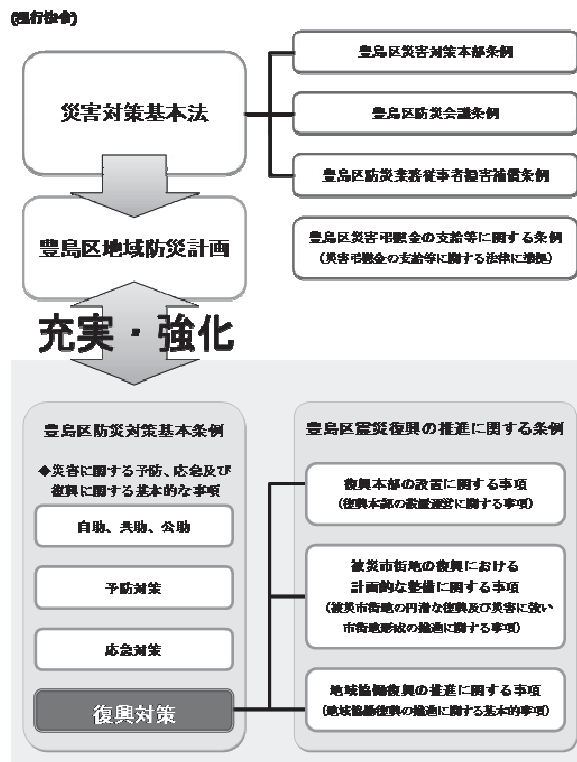 (現行法令)
災害対策基本法
豊島区災害対策本部条例
豊島区防災会議条例
豊島区防災業務従事者損害補償条例
豊島区災害弔慰金の支給等に関する条例
(災害弔慰金の支給等に関する法律に準拠)
豊島区地域防災計画
充実・強化
豊島区防災対策基本条例
◆災害に関する予防、応急及び
復興に関する基本的な事項
自助、共助、公助
予防対策
応急対策
復興対策
豊島区震災復興の推進に関する条例
復興本部の設置に関する事項
(復興本部の設置運営に関する事項)
被災市街地の復興における
計画的な整備に関する事項
(被災市街地の円滑な復興及び災害に強い
市街地形成の推進に関する事項)
地域協働復興の推進に関する事項
(地域協働復興の推進に関する基本的事項)